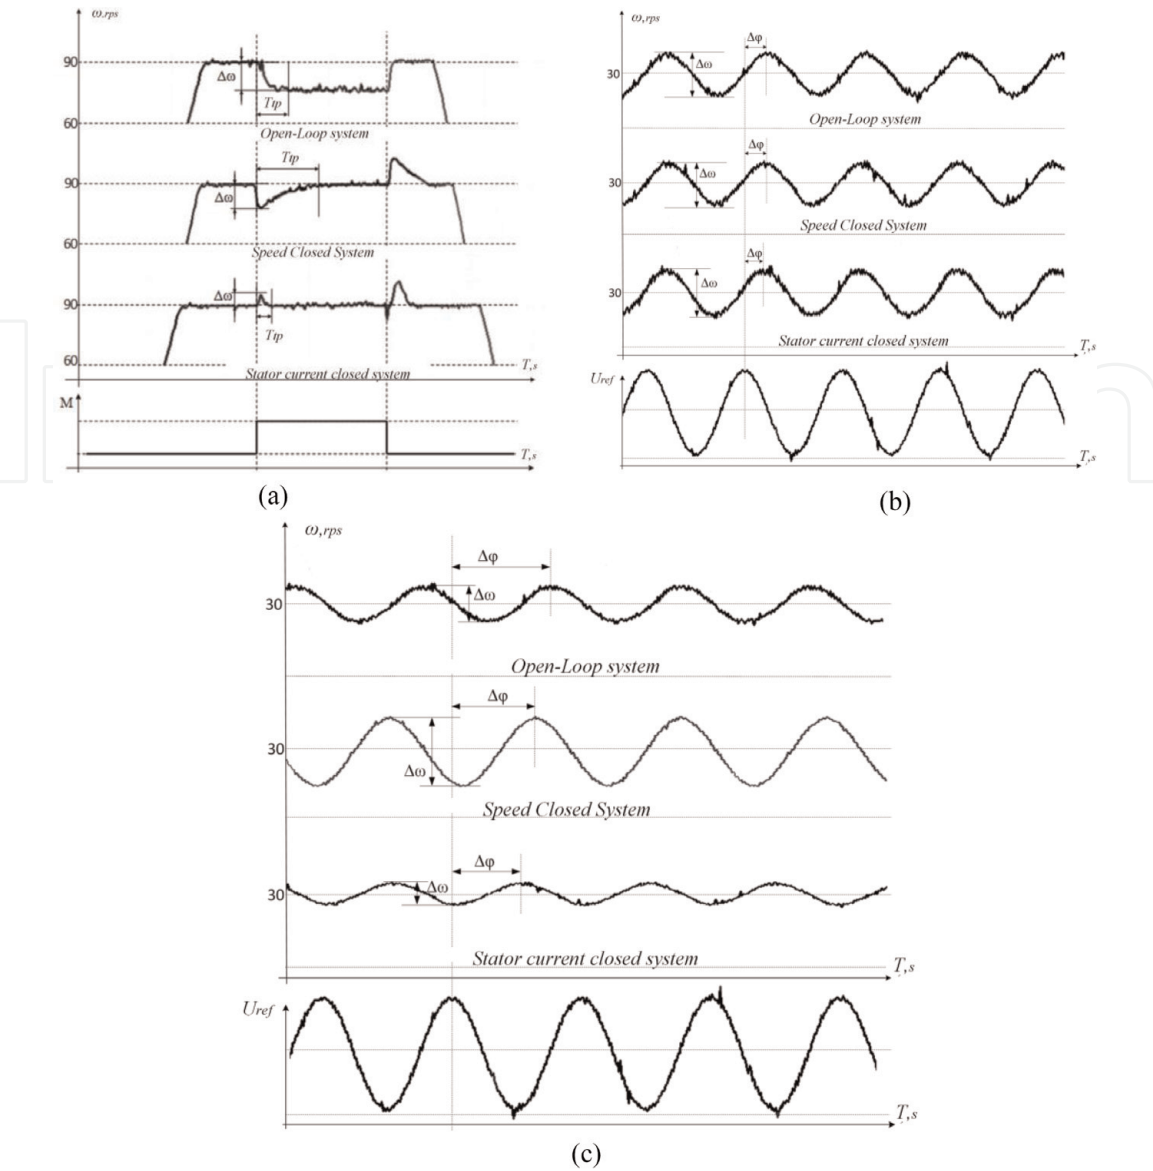 ω.rps
90
Δω
Ttp
60
Open-Loop system
Ttp
90
Δω
60
Speed Closed System
Δω
90
Ttp
60
T,s
Stator current closed system
M
T,s
(a)
ω,rps
Δφ
Δω
30
Open-Loop system
Δφ
Δω
30
Speed Closed System
Δφ
Δω
30
Stator current closed system
T,s
Uref
T,s
(b)
ω,rps
Δφ
Δω
30
Open-Loop system
Δφ
30
Δω
Speed Closed System
Δφ
Δω
30
Stator current closed system
T,s
Uref
T,s
(c)